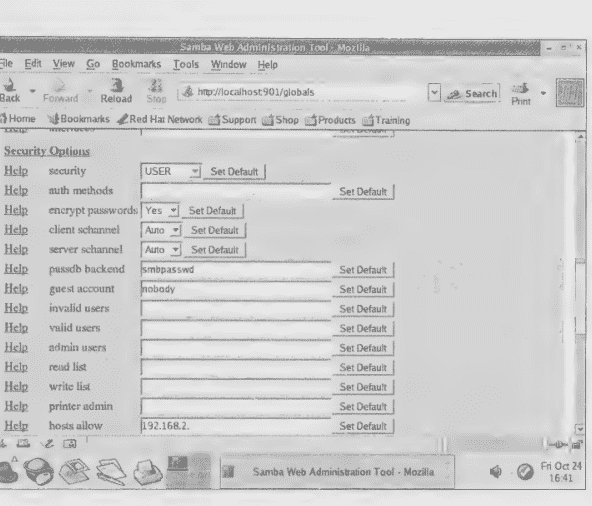 Samba Web Administration Tool - Mozilla
File Edit View Go Bookmarks Tools Window Help
Back Forward Reload Stop http://localhost:901/globals Search Print
Home Bookmarks Red Hat Network Support Shop Products Training
Security Options
Help security USER Set Default
Help auth methods Set Default
Help encrypt passwords Yes Set Default
Help client schannel Auto Set Default
Help server schannel Auto Set Default
Help passdb backend smbpasswd Set Default
Help guest account nobody Set Default
Help invalid users Set Default
Help valid users Set Default
Help admin users Set Default
Help read list Set Default
Help write list Set Default
Help printer admin Set Default
Help hosts allow 192.168.2. Set Default
Samba Web Administration Tool - Mozilla
Fri Oct 24
16:41